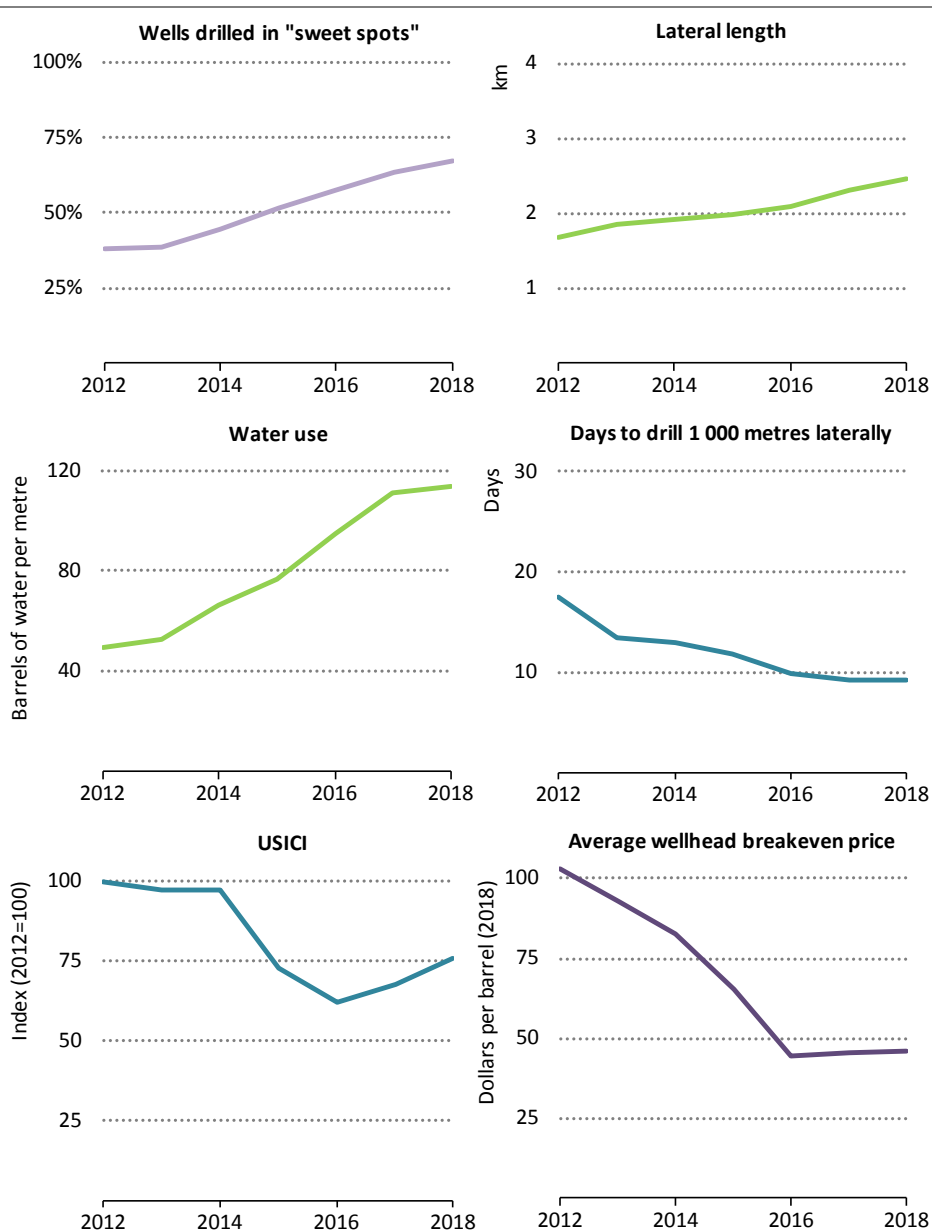 Wells drilled in "sweet spots"
100%
75%
50%
25%
2012 2014 2016 2018
Lateral length
km
4
3
2
1
2012 2014 2016 2018
Water use
Barrels of water per metre
120
80
40
2012 2014 2016 2018
Days to drill 1 000 metres laterally
Days
30
20
10
2012 2014 2016 2018
USICI
Index (2012=100)
100
75
50
25
2012 2014 2016 2018
Average wellhead breakeven price
Dollars per barrel (2018)
100
75
50
25
2012 2014 2016 2018